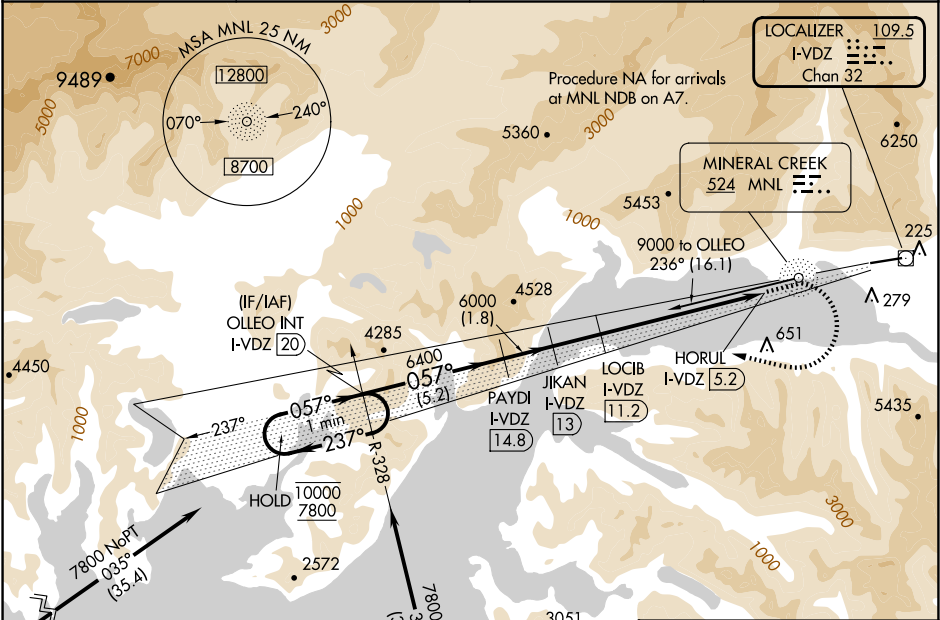 MSA MNL 25 NM
12800
070°
240°
8700
3000
7000
9489
5000
LOCALIZER 109.5
I-VDZ
Chan 32
Procedure NA for arrivals
at MNL NDB on A7.
5360
3000
6250
MINERAL CREEK
524 MNL
5453
1000
1000
225
9000 to OLLEO
236° (16.1)
279
(IF/IAF)
OLLEO INT
I-VDZ 20
6000
(1.8)
4528
4285
651
4450
6400
057°
(5.2)
HORUL
I-VDZ 5.2
LOCIB
I-VDZ
11.2
JIKAN
I-VDZ
13
PAYDI
I-VDZ
14.8
5435
1000
237°
057°
1 min
237°
R-328
HOLD
10000
7800
3000
1000
7800 NoPT
035°
(35.4)
2572
7800
3051